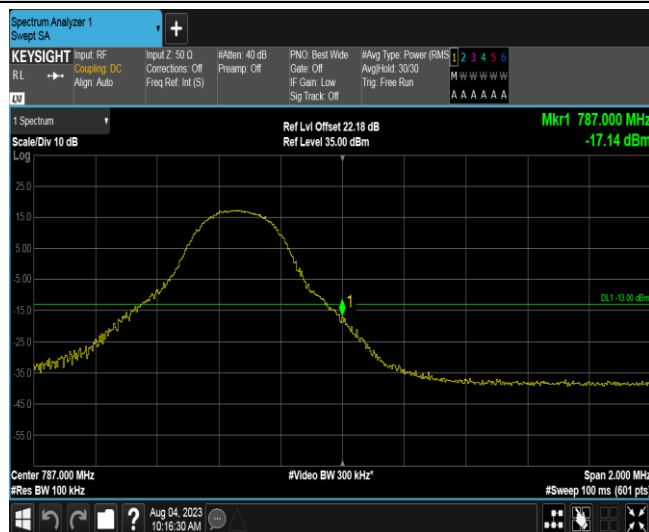 Spectrum Analyzer 1
Swept SA
+
KEYSIGHT
RL
LXI
Input: RF
Coupling: DC
Align: Auto
Input Z: 50 Ω
Corrections: Off
Freq Ref: Int (S)
#Atten: 40 dB
Preamp: Off
PNO: Best Wide
Gate: Off
IF Gain: Low
Sig Track: Off
#Avg Type: Power (RMS
Avg|Hold: 30/30
Trig: Free Run
1 2 3 4 5 6
M W W W W W
A A A A A A
1 Spectrum
Scale/Div 10 dB
Log
Ref Lvl Offset 22.18 dB
Ref Level 35.00 dBm
Mkr1 787.000 MHz
-17.14 dBm
25.0
15.0
5.00
-5.00
-15.0
-25.0
-35.0
-45.0
-55.0
1
DL1 -13.00 dBm
Center 787.000 MHz
#Res BW 100 kHz
#Video BW 300 kHz*
Span 2.000 MHz
#Sweep 100 ms (601 pts)
?
Aug 04, 2023
10:16:30 AM